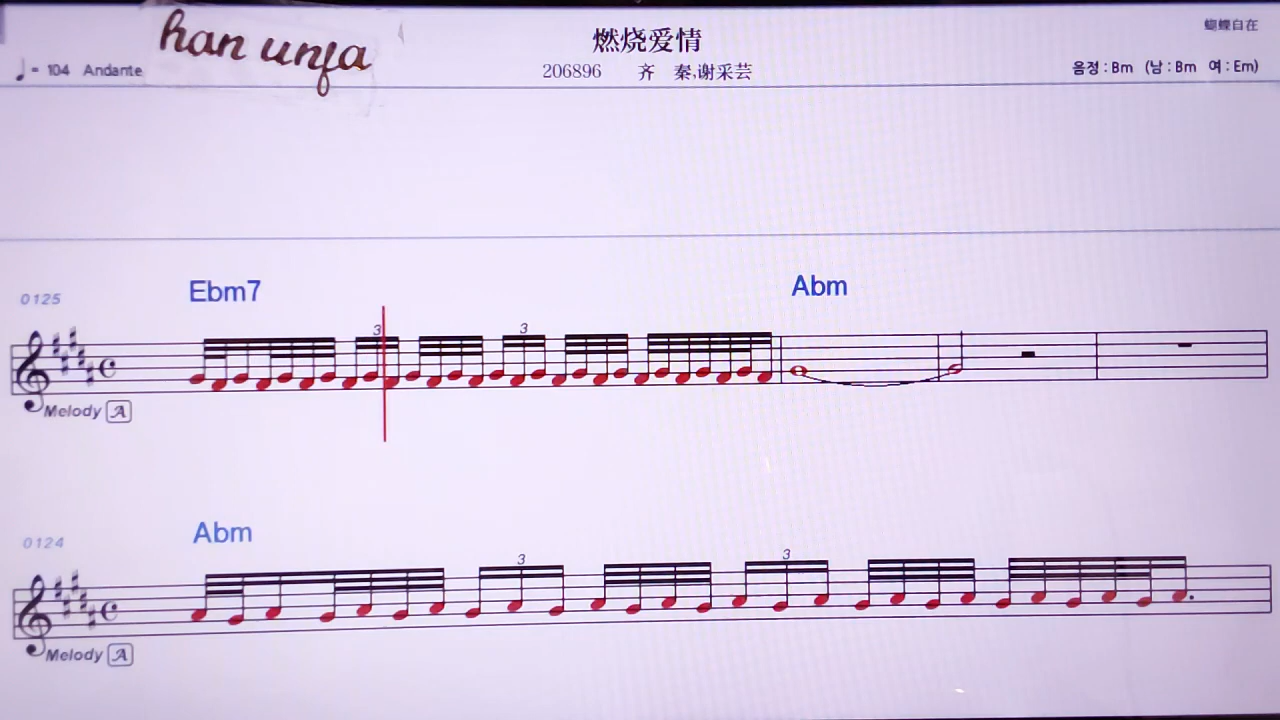 han unfa
燃烧爱情
蝴蝶自在
♩= 104 Andante
206896 齐 秦,谢采芸
음정 : Bm (남 : Bm 여 : Em)
0125
Ebm7
Abm
3
3
Melody A
0124
Abm
3
3
Melody A